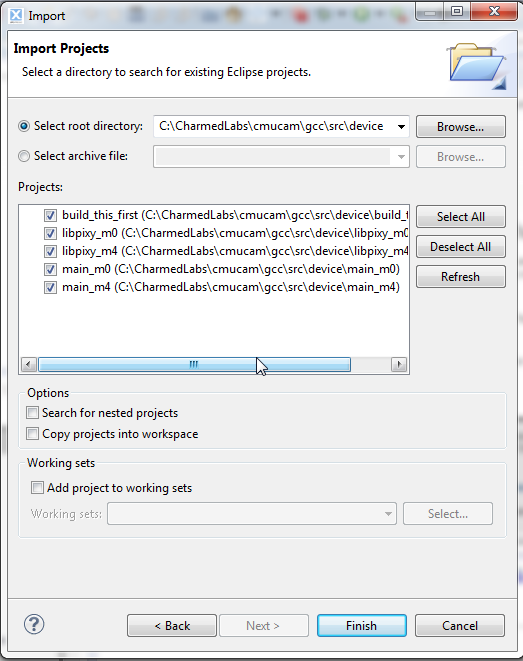 Import
Import Projects
Select a directory to search for existing Eclipse projects.
Select root directory: C:\CharmedLabs\cmucam\gcc\src\device Browse...
Select archive file: Browse...
Projects:
build_this_first (C:\CharmedLabs\cmucam\gcc\src\device\build_t
libpixy_m0 (C:\CharmedLabs\cmucam\gcc\src\device\libpixy_m0
libpixy_m4 (C:\CharmedLabs\cmucam\gcc\src\device\libpixy_m4
main_m0 (C:\CharmedLabs\cmucam\gcc\src\device\main_m0)
main_m4 (C:\CharmedLabs\cmucam\gcc\src\device\main_m4)
Select All
Deselect All
Refresh
Options
Search for nested projects
Copy projects into workspace
Working sets
Add project to working sets
Working sets: Select...
? < Back Next > Finish Cancel